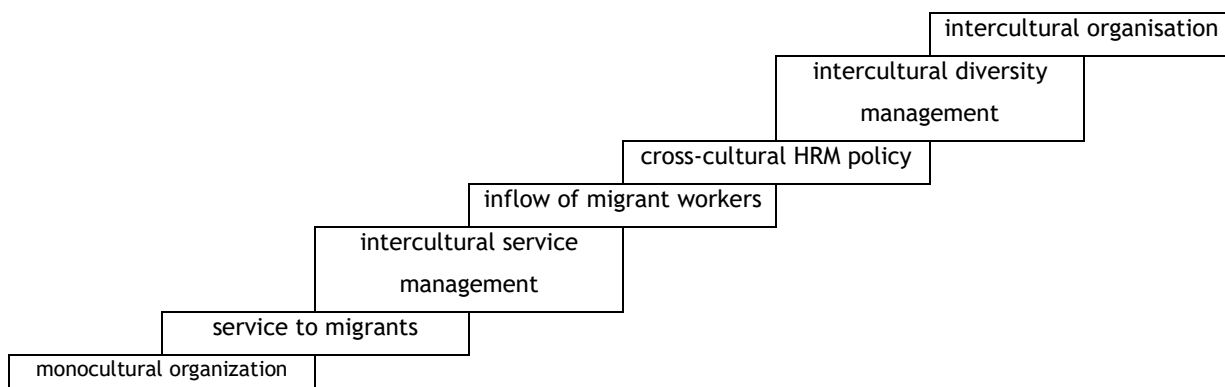 intercultural organisation
intercultural diversity
management
cross-cultural HRM policy
inflow of migrant workers
intercultural service
management
service to migrants
monocultural organization